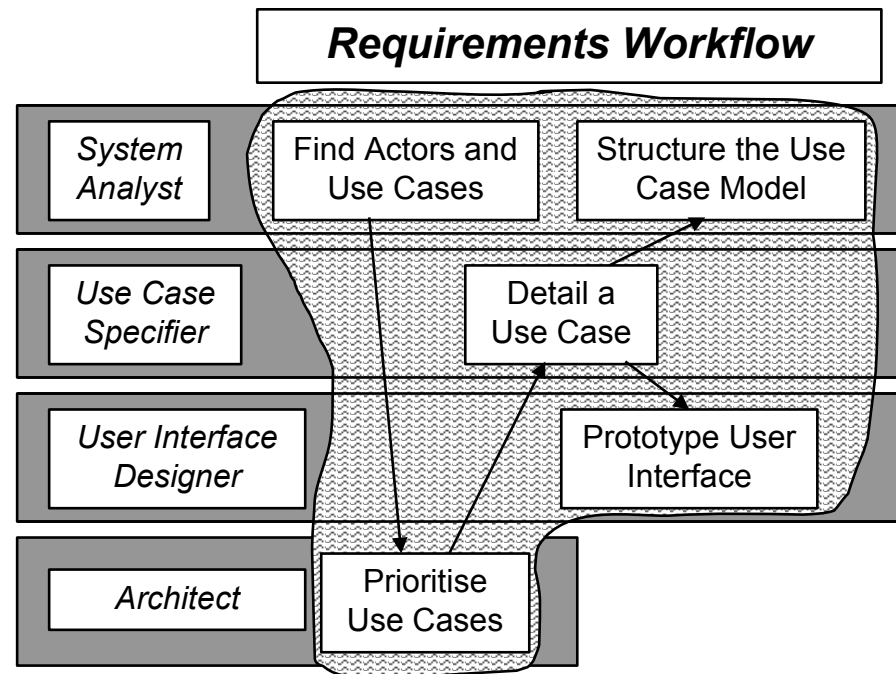 Requirements Workflow
System
Analyst
Find Actors and
Use Cases
Structure the Use
Case Model
Use Case
Specifier
Detail a
Use Case
User Interface
Designer
Prototype User
Interface
Architect
Prioritise
Use Cases